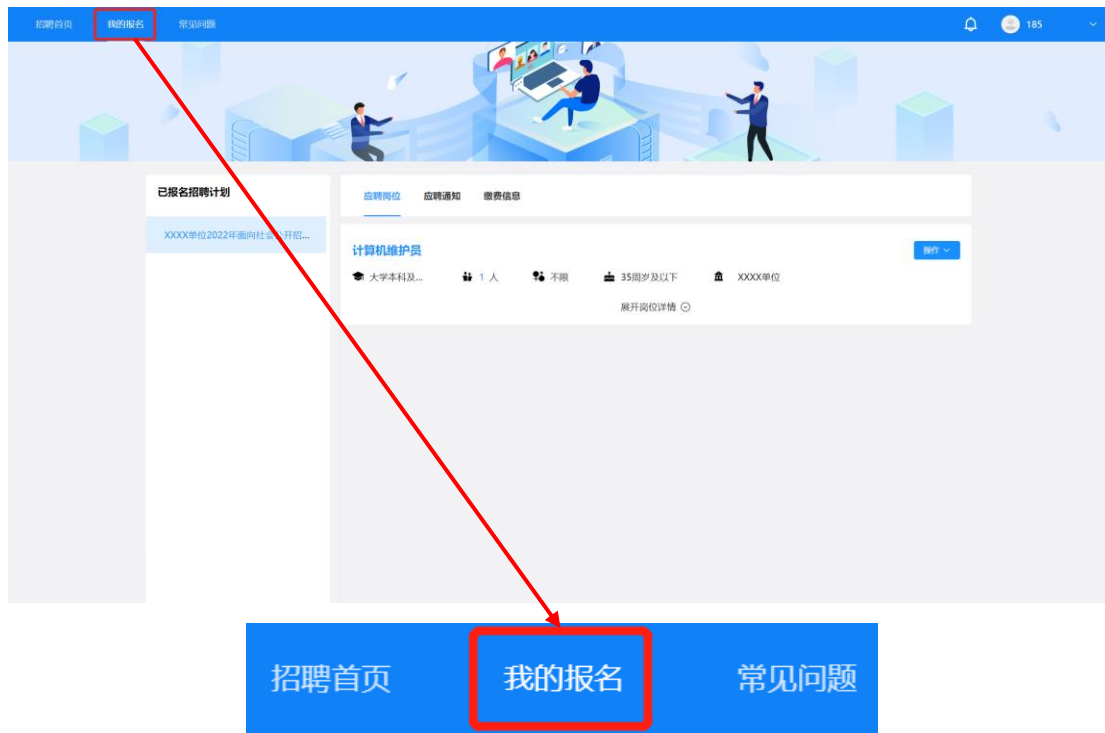 招聘首页 我的报名 常见问题 185
已报名招聘计划
XXXX单位2022年面向社会公开招...
应聘岗位 应聘通知 缴费信息
计算机维护员 操作
大学本科及... 1 人 不限 35周岁及以下 XXXX单位
展开岗位详情
招聘首页 我的报名 常见问题